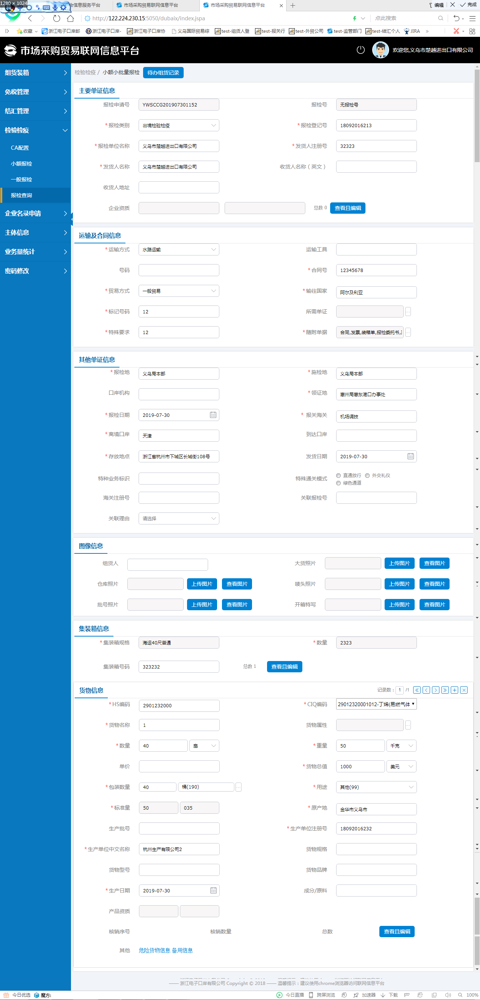 1280 × 1024
中
合信息服务平台
市场采购贸易联网信息平台
市场采购贸易联网信息平台
编辑
完成
http://122.224.230.15:5050/dubaix/index.jspa
点此搜索
收藏
浙江电子口岸邮
浙江电子口岸-
浙江电子口岸协
义乌国际贸易综
test-组货人登
test-报关行
test-外贸公司
test-监管部门
test-结汇个人
JIRA
»
市场采购贸易联网信息平台
欢迎您,义乌市楚越进出口有限公司
组货装箱
免税管理
结汇管理
检验检疫
CA配置
小额报检
一般报检
报检查询
企业名录申请
主体信息
业务量统计
密码修改
检验检疫 / 小额小批量报检 待办组货记录
主要单证信息
报检申请号 YWSCCG201907301152 报检号 无报检号
*报检类别 出境检验检疫 *报检登记号 18092016213
*报检单位名称 义乌市楚越进出口有限公司 *发货人注册号 32323
*发货人名称 义乌市楚越进出口有限公司 收货人名称（英文）
收货人地址
企业资质 总数 0 查看且编辑
运输及合同信息
*运输方式 水路运输 运输工具
号码 *合同号 12345678
*贸易方式 一般贸易 *输往国家 阿尔及利亚
*标记号码 12 所需单证 ...
*特殊要求 12 *随附单据 合同,发票,装箱单,报检委托书, ...
其他单证信息
*报检地 义乌局本部 *施检地 义乌局本部
口岸机构 *领证地 惠州局惠东港口办事处
*报检日期 2019-07-30 * 报关海关 机场调技
*离境口岸 天津 到达口岸
*存放地点 浙江省杭州市下城区长城街108号 发货日期 2019-07-30
特种业务标识 特殊通关模式 直通放行 外交礼仪
绿色通道
海关注册号 关联报检号
关联理由 请选择
图像信息
组货人 大货照片 上传图片 查看图片
仓库照片 上传图片 查看图片 唛头照片 上传图片 查看图片
批号照片 上传图片 查看图片 开箱特写 上传图片 查看图片
集装箱信息
*集装箱规格 海运40尺普通 *数量 2323
集装箱号码 323232 总数 1 查看且编辑
货物信息 记录数： 1 /1
*HS编码 2901232000 *CIQ编码 29012320001012-丁烯(易燃气体
*货物名称 1 货物属性 ...
*数量 40 扇 *重量 50 千克
单价 *货物总值 1000 美元
*包装数量 40 桶(190) ... *用途 其他(99)
*标准量 50 035 *原产地 金华市义乌市
生产批号 *生产单位注册号 18092016232
*生产单位中文名称 杭州生产有限公司2 货物规格
货物型号 货物品牌
*生产日期 2019-07-30 成分/原料
产品资质
核销序号 核销数量 总数 查看且编辑
其他 危险货物信息 备用信息
—— 浙江电子口岸有限公司 Copyright © 2018 —— 温馨提示：建议使用chrome浏览器访问联网信息平台
今日优选 魔方:
今日直播 跨屏浏览 加速器 下载 100%